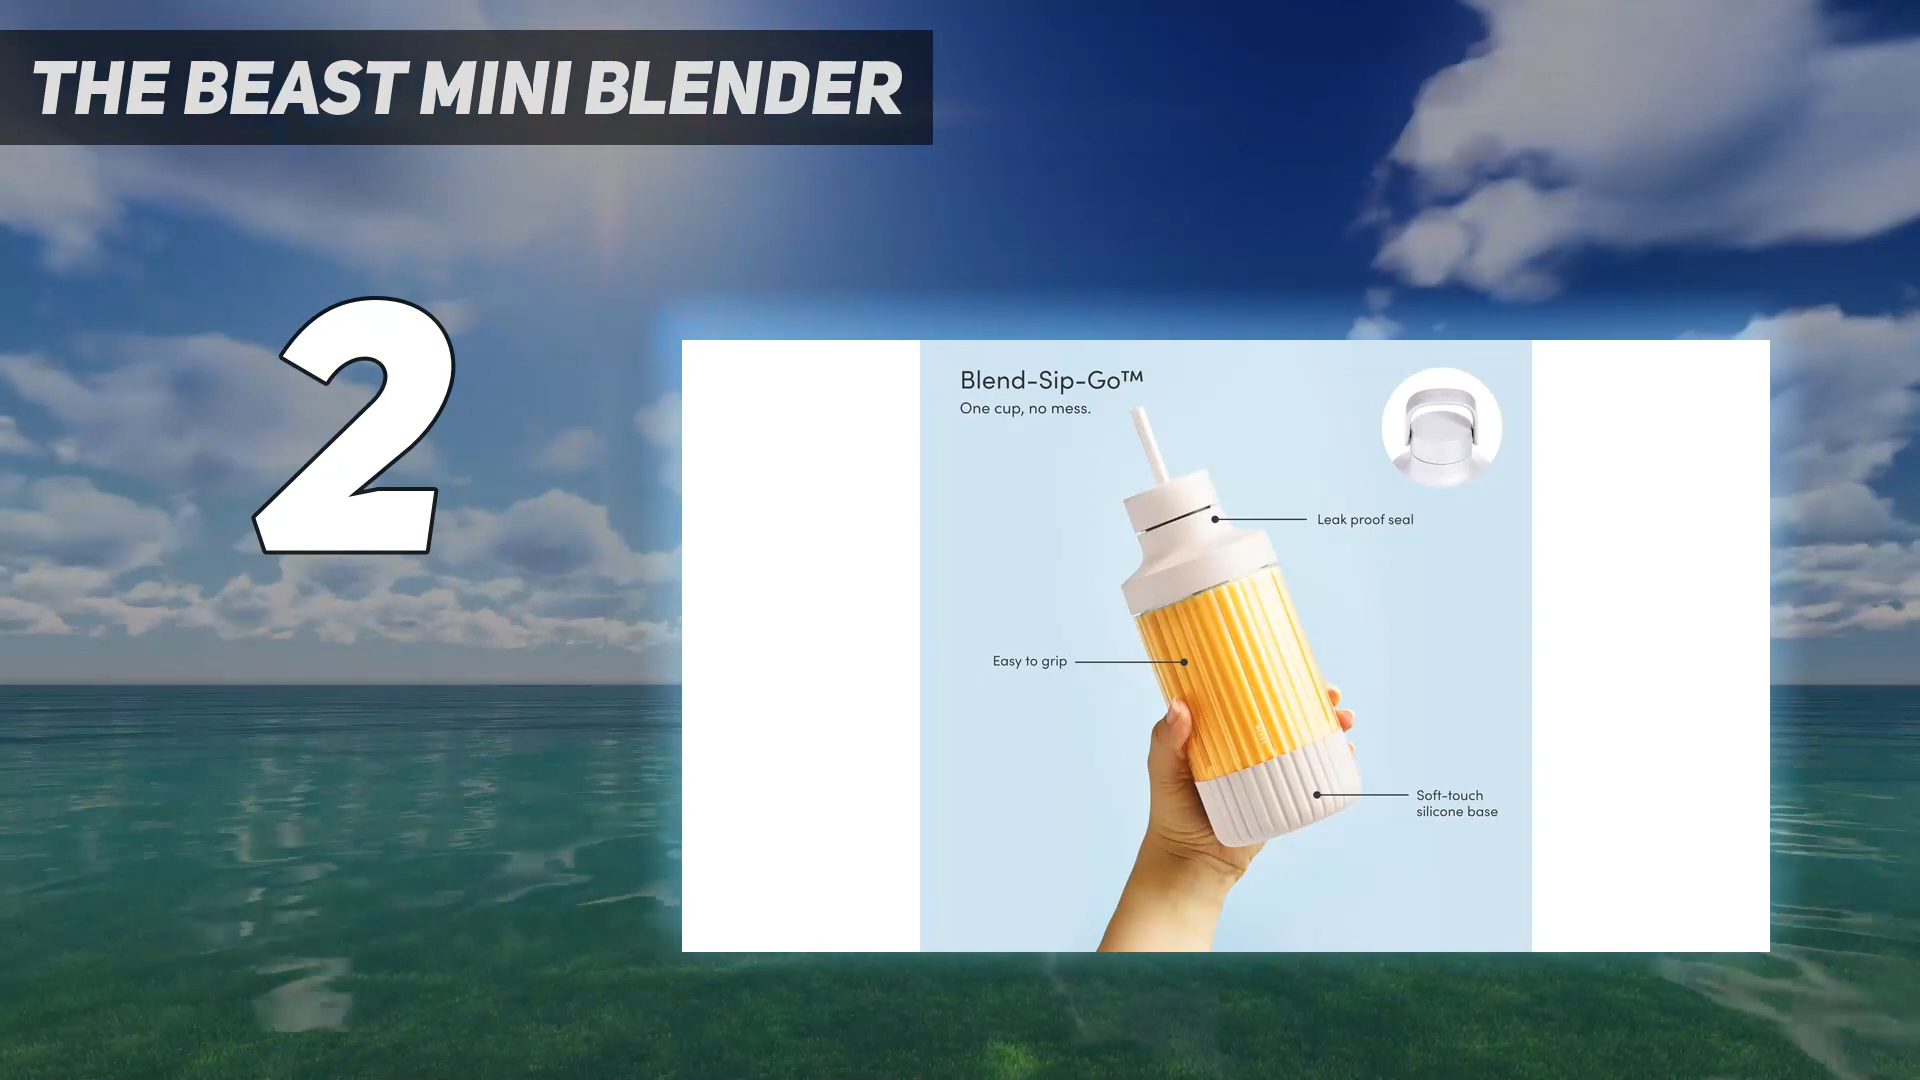 THE BEAST MINI BLENDER
2
Blend-Sip-Go™
One cup, no mess.
Leak proof seal
Easy to grip
Soft-touch
silicone base